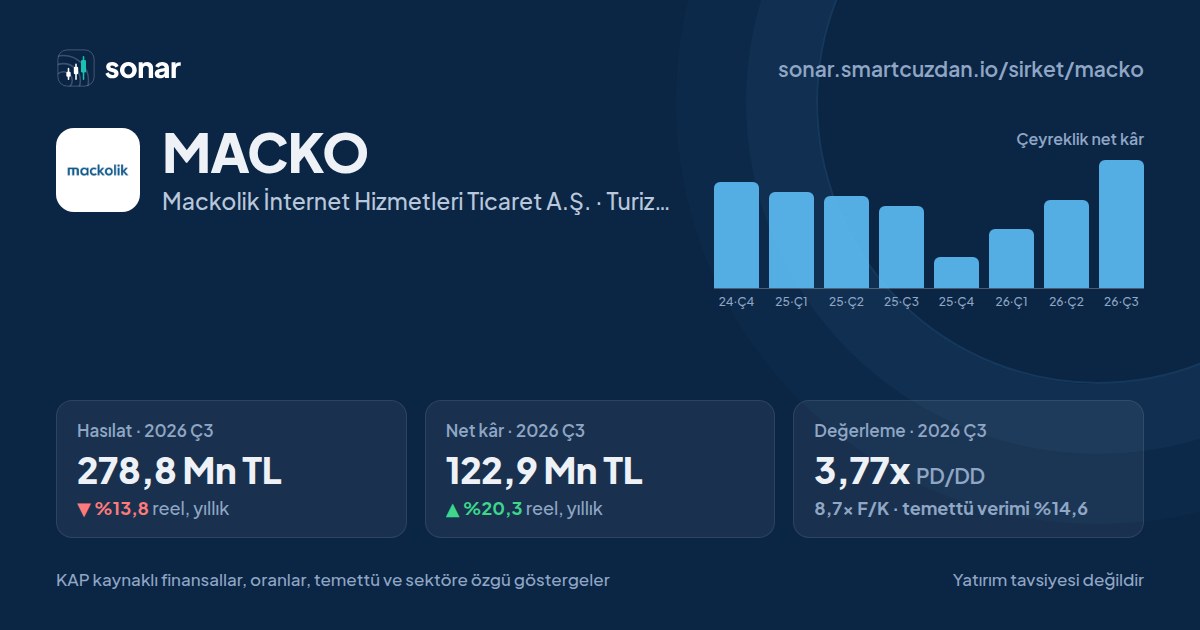 sonar
sonar.smartcuzdan.io/sirket/macko
mackolik
MACKO
Mackolik İnternet Hizmetleri Ticaret A.Ş. · Turiz...
Çeyreklik net kâr
24·Ç4 25·Ç1 25·Ç2 25·Ç3 25·Ç4 26·Ç1 26·Ç2 26·Ç3
Hasılat · 2026 Ç3
278,8 Mn TL
▼ %13,8 reel, yıllık
Net kâr · 2026 Ç3
122,9 Mn TL
▲ %20,3 reel, yıllık
Değerleme · 2026 Ç3
3,77x PD/DD
8,7× F/K · temettü verimi %14,6
KAP kaynaklı finansallar, oranlar, temettü ve sektöre özgü göstergeler
Yatırım tavsiyesi değildir